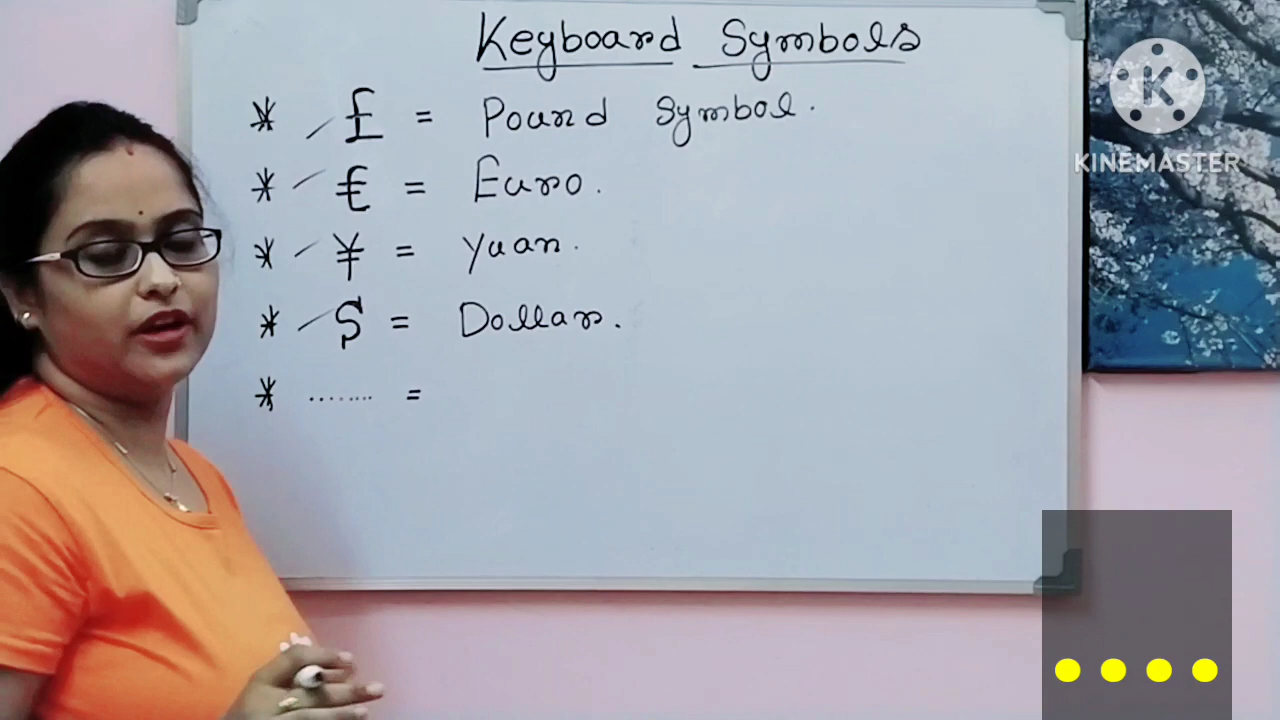 Keyboard Symbols
* £ = Pound Symbol.
* € = Euro.
* ¥ = Yuan.
* $ = Dollar.
* ........ =
K
KINEMASTER
....